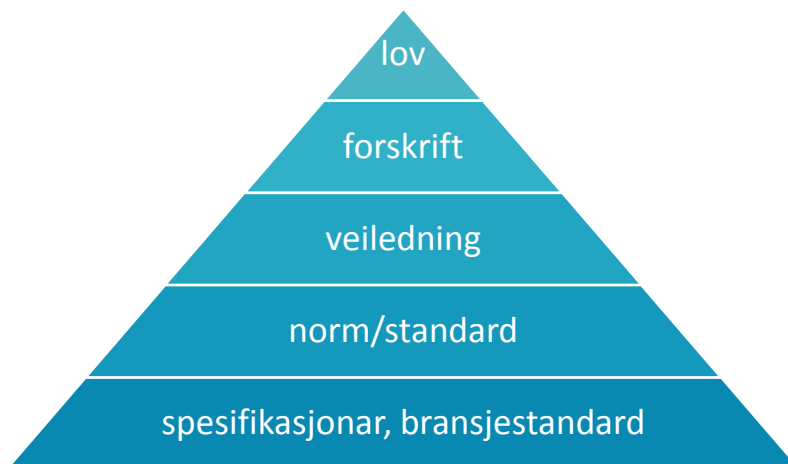 lov
forskrift
veiledning
norm/standard
spesifikasjonar, bransjestandard